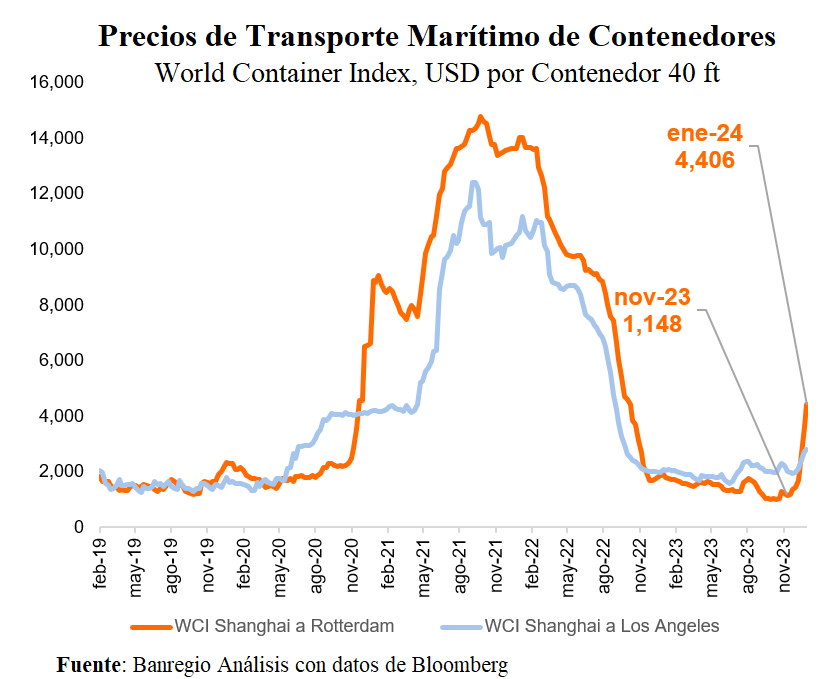 Precios de Transporte Marítimo de Contenedores
World Container Index, USD por Contenedor 40 ft
16,000
14,000
12,000
10,000
8,000
6,000
4,000
2,000
0
ene-24
4,406
nov-23
1,148
feb-19
may-19
ago-19
nov-19
feb-20
may-20
ago-20
nov-20
feb-21
may-21
ago-21
nov-21
feb-22
may-22
ago-22
nov-22
feb-23
may-23
ago-23
nov-23
WCI Shanghai a Rotterdam
WCI Shanghai a Los Angeles
Fuente: Banregio Análisis con datos de Bloomberg